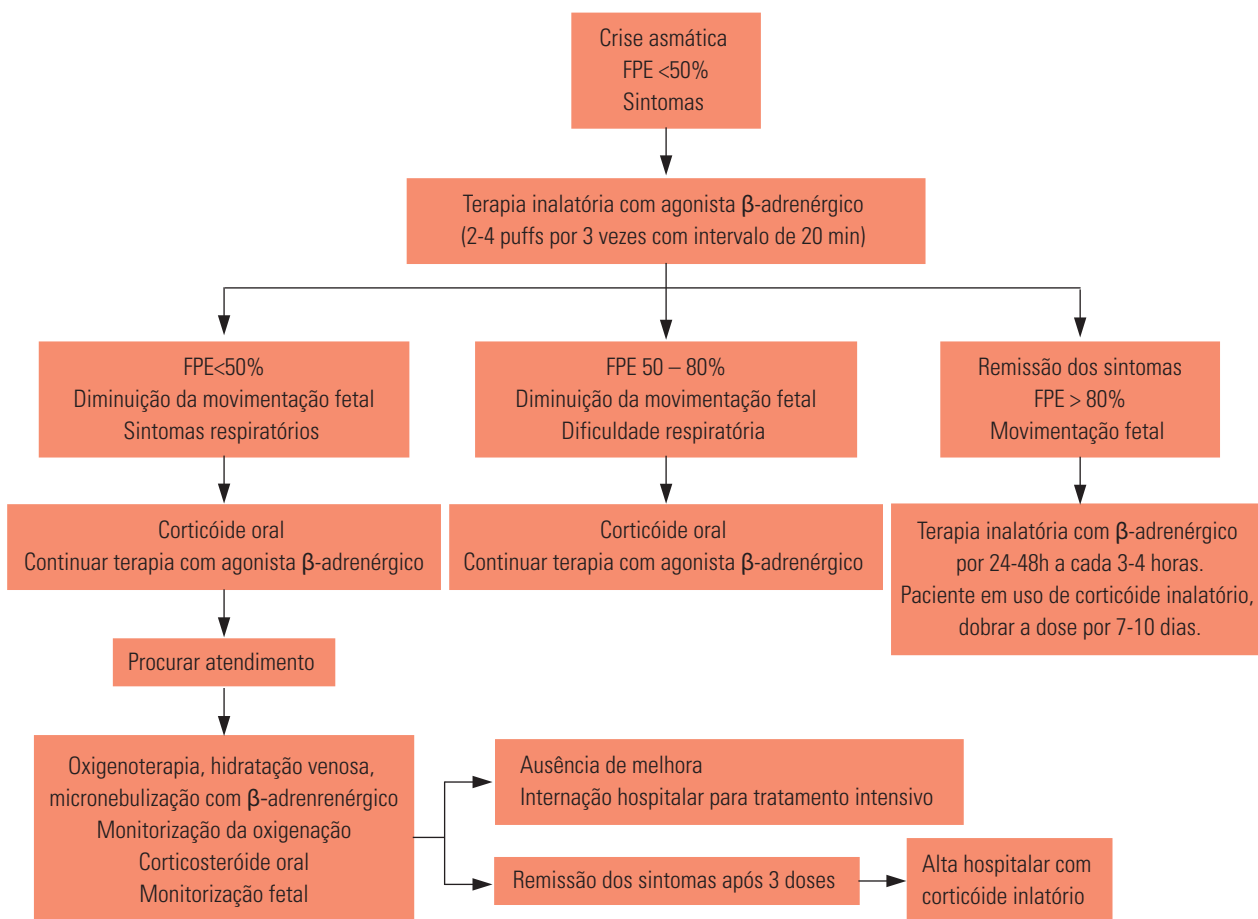 Crise asmática
FPE <50%
Sintomas
Terapia inalatória com agonista β-adrenérgico
(2-4 puffs por 3 vezes com intervalo de 20 min)
FPE<50%
Diminuição da movimentação fetal
Sintomas respiratórios
FPE 50 – 80%
Diminuição da movimentação fetal
Dificuldade respiratória
Remissão dos sintomas
FPE > 80%
Movimentação fetal
Corticóide oral
Continuar terapia com agonista β-adrenérgico
Corticóide oral
Continuar terapia com agonista β-adrenérgico
Terapia inalatória com β-adrenérgico
por 24-48h a cada 3-4 horas.
Paciente em uso de corticóide inalatório,
dobrar a dose por 7-10 dias.
Procurar atendimento
Oxigenoterapia, hidratação venosa,
micronebulização com β-adrenrenérgico
Monitorização da oxigenação
Corticosteróide oral
Monitorização fetal
Ausência de melhora
Internação hospitalar para tratamento intensivo
Remissão dos sintomas após 3 doses
Alta hospitalar com
corticóide inlatório